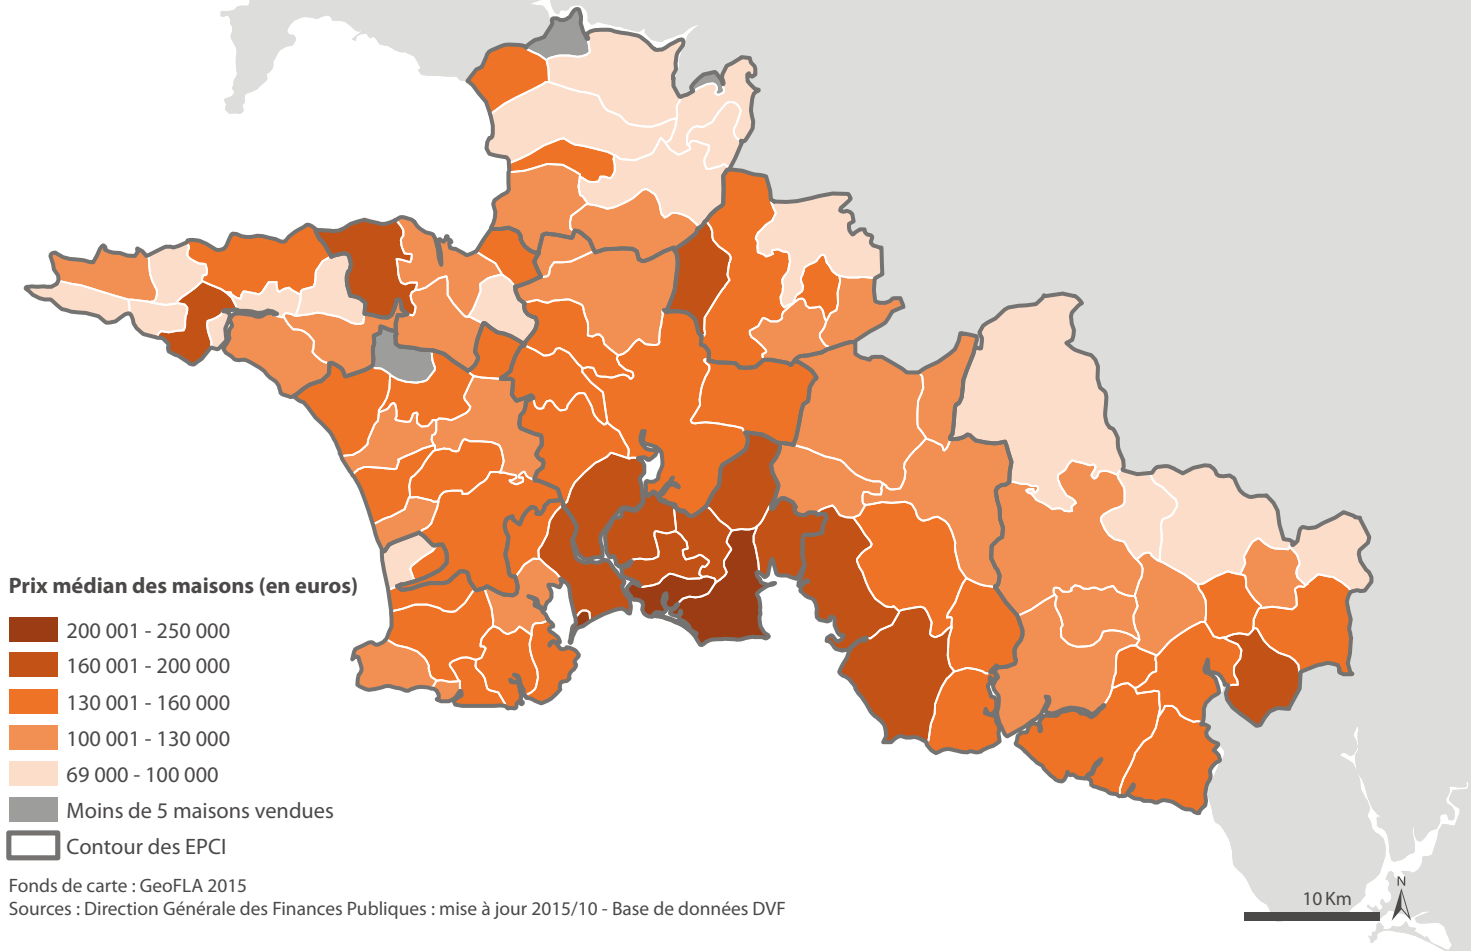 Prix médian des maisons (en euros)
200 001 - 250 000
160 001 - 200 000
130 001 - 160 000
100 001 - 130 000
69 000 - 100 000
Moins de 5 maisons vendues
Contour des EPCI
Fonds de carte : GeoFLA 2015
Sources : Direction Générale des Finances Publiques : mise à jour 2015/10 - Base de données DVF
10 Km
N